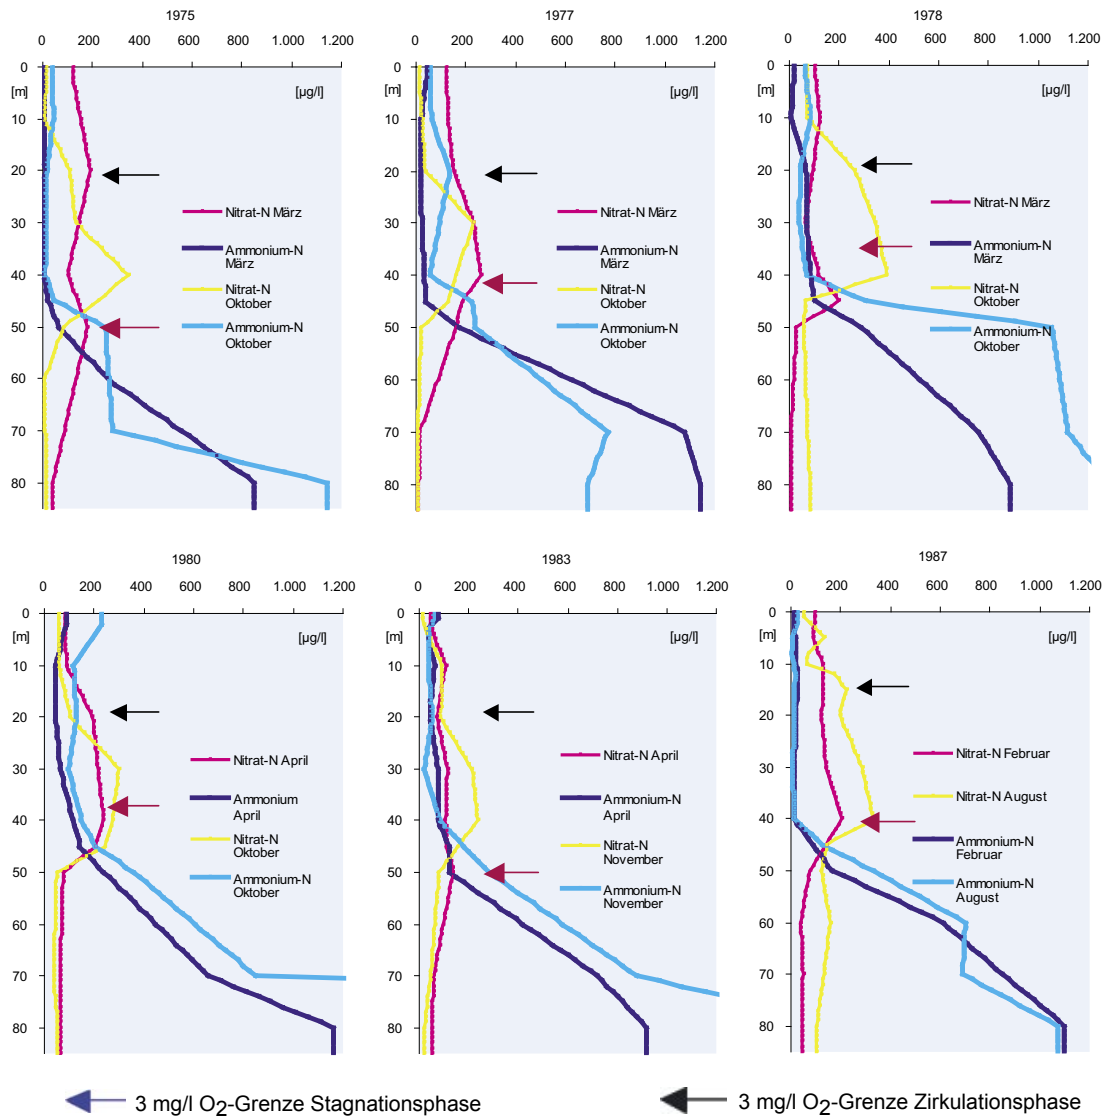 1975
0 200 400 600 800 1.000 1.200
0
[m]
[µg/l]
10
20
30
40
50
60
70
80
Nitrat-N März
Ammonium-N
März
Nitrat-N
Oktober
Ammonium-N
Oktober
1977
0 200 400 600 800 1.000 1.200
0
[m]
[µg/l]
10
20
30
40
50
60
70
80
Nitrat-N März
Ammonium-N
März
Nitrat-N
Oktober
Ammonium-N
Oktober
1978
0 200 400 600 800 1.000 1.200
0
[m]
[µg/l]
10
20
30
40
50
60
70
80
Nitrat-N März
Ammonium-N
März
Nitrat-N
Oktober
Ammonium-N
Oktober
1980
0 200 400 600 800 1.000 1.200
0
[m]
[µg/l]
10
20
30
40
50
60
70
80
Nitrat-N April
Ammonium
April
Nitrat-N
Oktober
Ammonium-N
Oktober
1983
0 200 400 600 800 1.000 1.200
0
[m]
[µg/l]
10
20
30
40
50
60
70
80
Nitrat-N April
Ammonium-N
April
Nitrat-N
November
Ammonium-N
November
1987
0 200 400 600 800 1.000 1.200
0
[m]
[µg/l]
10
20
30
40
50
60
70
80
Nitrat-N Februar
Nitrat-N August
Ammonium-N
Februar
Ammonium-N
August
3 mg/l O2-Grenze Stagnationsphase
3 mg/l O2-Grenze Zirkulationsphase